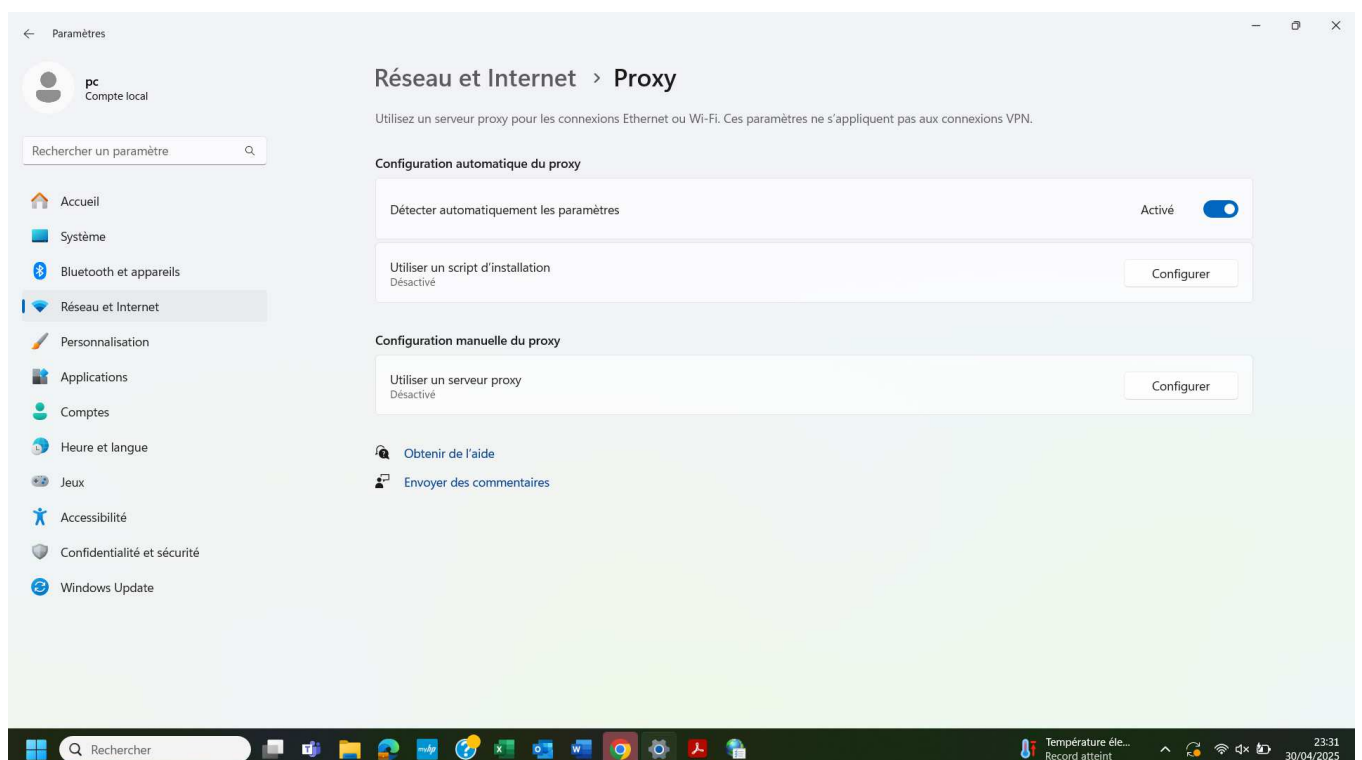 Paramètres
pc
Compte local
Rechercher un paramètre
Accueil
Système
Bluetooth et appareils
Réseau et Internet
Personnalisation
Applications
Comptes
Heure et langue
Jeux
Accessibilité
Confidentialité et sécurité
Windows Update
Réseau et Internet > Proxy
Utilisez un serveur proxy pour les connexions Ethernet ou Wi-Fi. Ces paramètres ne s'appliquent pas aux connexions VPN.
Configuration automatique du proxy
Détecter automatiquement les paramètres
Activé
Utiliser un script d'installation
Désactivé
Configurer
Configuration manuelle du proxy
Utiliser un serveur proxy
Désactivé
Configurer
Obtenir de l'aide
Envoyer des commentaires
Rechercher
Température éle...
Record atteint
23:31
30/04/2025